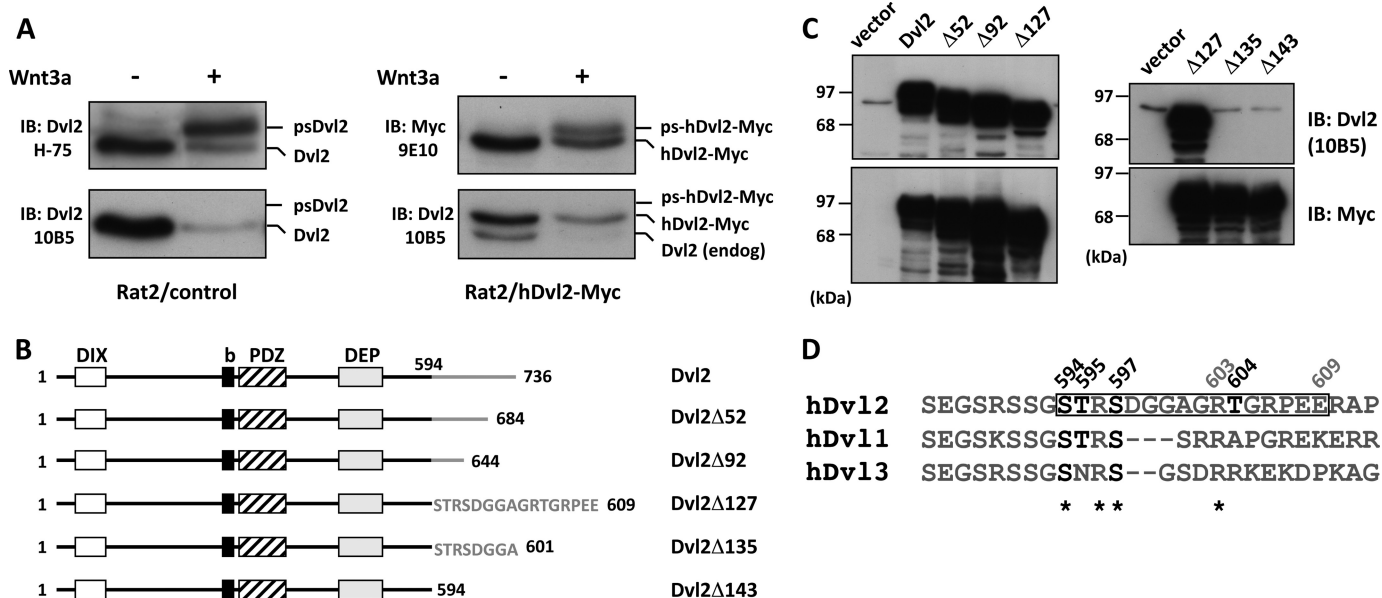 A
Wnt3a - +
IB: Dvl2
H-75
psDvl2
Dvl2
IB: Dvl2
10B5
psDvl2
Dvl2
Rat2/control
Wnt3a - +
IB: Myc
9E10
ps-hDvl2-Myc
hDvl2-Myc
IB: Dvl2
10B5
ps-hDvl2-Myc
hDvl2-Myc
Dvl2 (endog)
Rat2/hDvl2-Myc
C
vector Dvl2 Δ52 Δ92 Δ127
97
68
97
68
(kDa)
vector Δ127 Δ135 Δ143
97
68
IB: Dvl2
(10B5)
97
68
IB: Myc
(kDa)
B
DIX b PDZ DEP 594
1 736 Dvl2
1 684 Dvl2Δ52
1 644 Dvl2Δ92
1 STRSDGGAGRTGRPEE 609 Dvl2Δ127
1 STRSDGGA 601 Dvl2Δ135
1 594 Dvl2Δ143
D
594 595 597 603 604 609
hDvl2 SEGSRSSGSTRSDGGAGRTGRPEERAP
hDvl1 SEGSKSSGSTRS---SRRAPGREKERR
hDvl3 SEGSRSSGSNRS--GSDRRKEKDPKAG
* * * *